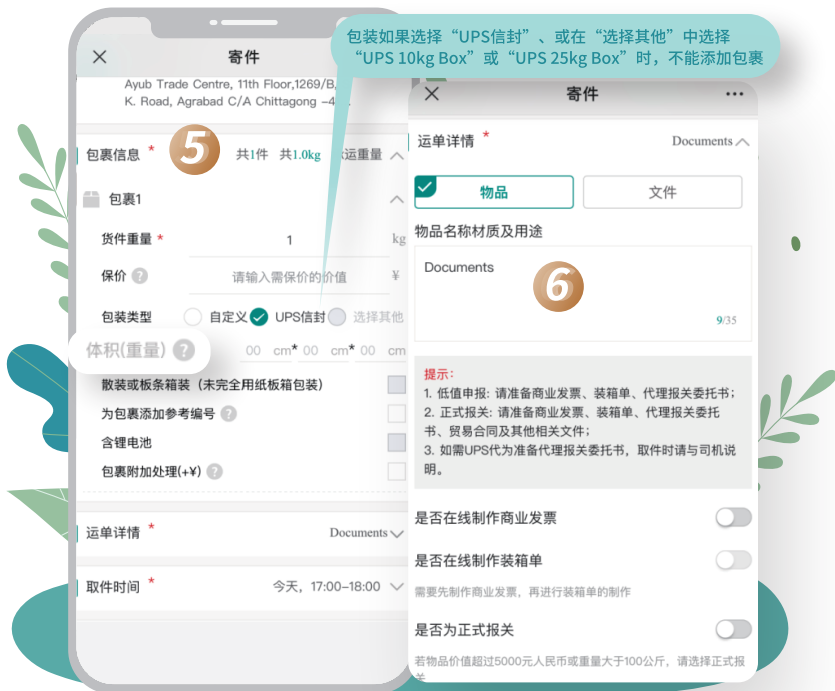 包装如果选择“UPS信封”、或在“选择其他”中选择
“UPS 10kg Box”或“UPS 25kg Box”时，不能添加包裹
寄件
Ayub Trade Centre, 11th Floor,1269/B,
K. Road, Agrabad C/A Chittagong –4
包裹信息 *
5
共1件 共1.0kg 运重量
包裹1
货件重量 * 1 kg
保价 ? 请输入需保价的价值 ¥
包装类型 自定义 UPS信封 选择其他
体积(重量) ? 00 cm* 00 cm* 00 cm
散装或板条箱装（未完全用纸板箱包装）
为包裹添加参考编号 ?
含锂电池
包裹附加处理(+¥) ?
运单详情 * Documents
取件时间 * 今天，17:00–18:00
寄件
运单详情 * Documents
物品 文件
物品名称材质及用途
Documents
6
9/35
提示：
1. 低值申报: 请准备商业发票、装箱单、代理报关委托书；
2. 正式报关: 请准备商业发票、装箱单、代理报关委托
书、贸易合同及其他相关文件；
3. 如需UPS代为准备代理报关委托书，取件时请与司机说
明。
是否在线制作商业发票
是否在线制作装箱单
需要先制作商业发票，再进行装箱单的制作
是否为正式报关
若物品价值超过5000元人民币或重量大于100公斤，请选择正式报